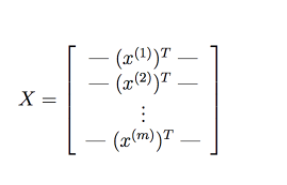 — (x^{(1)})^T —
— (x^{(2)})^T —
X =
⋮
— (x^{(m)})^T —